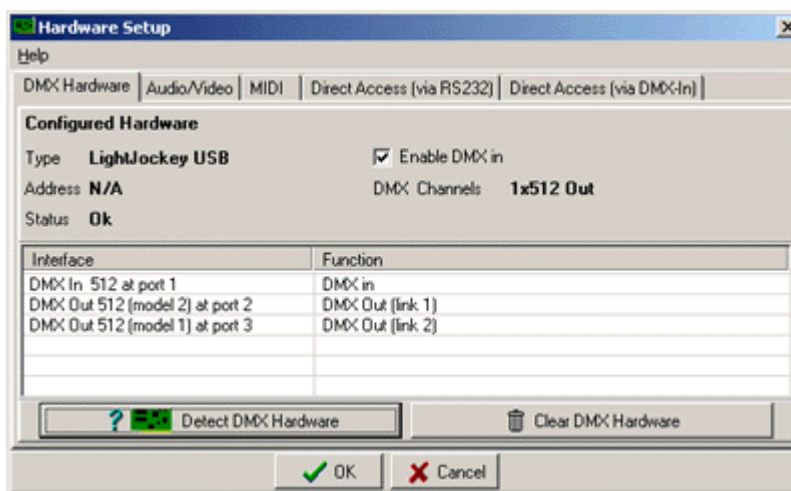 Hardware Setup
Help
DMX Hardware Audio/Video MIDI Direct Access (via RS232) Direct Access (via DMX-In)
Configured Hardware
Type LightJockey USB Enable DMX in
Address N/A DMX Channels 1x512 Out
Status Ok
Interface Function
DMX In 512 at port 1 DMX in
DMX Out 512 (model 2) at port 2 DMX Out (link 1)
DMX Out 512 (model 1) at port 3 DMX Out (link 2)
? Detect DMX Hardware Clear DMX Hardware
OK Cancel